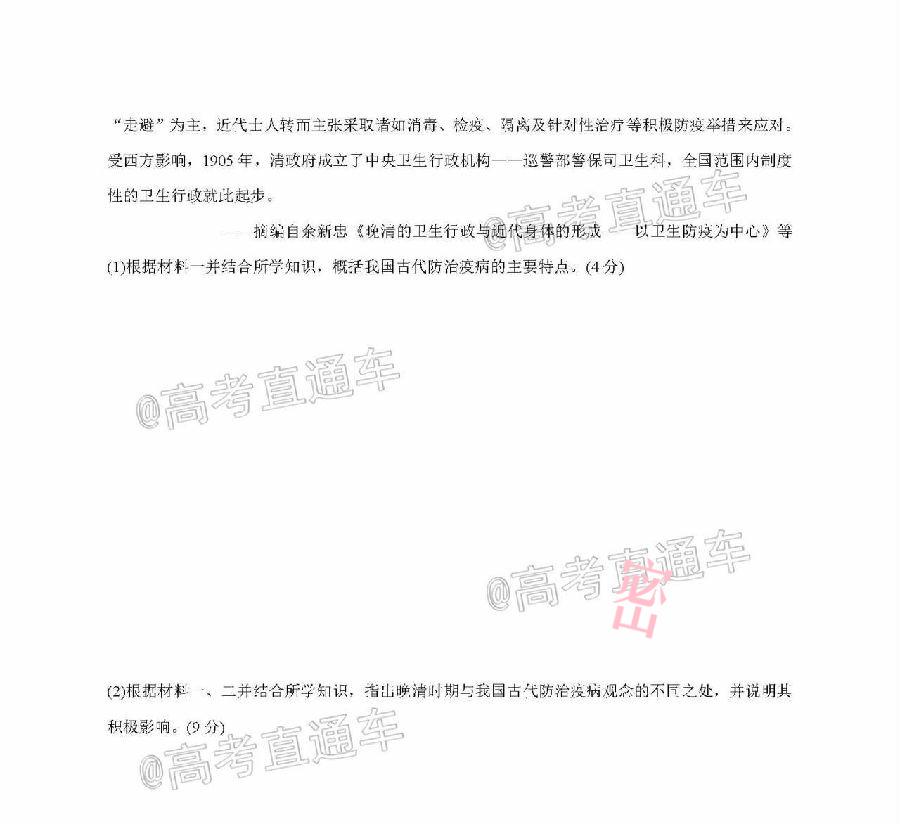 “走避”为主，近代士人转而主张采取诸如消毒、检疫、隔离及针对性治疗等积极防疫举措来应对。
受西方影响，1905 年，清政府成立了中央卫生行政机构——巡警部警保司卫生科，全国范围内制度
性的卫生行政就此起步。
@高考直通车
——摘编自余新忠《晚清的卫生行政与近代身体的形成——以卫生防疫为中心》等
(1)根据材料一并结合所学知识，概括我国古代防治疫病的主要特点。(4 分)
@高考直通车
@高考直通车
密
(2)根据材料一、二并结合所学知识，指出晚清时期与我国古代防治疫病观念的不同之处，并说明其
积极影响。(9 分)
@高考直通车